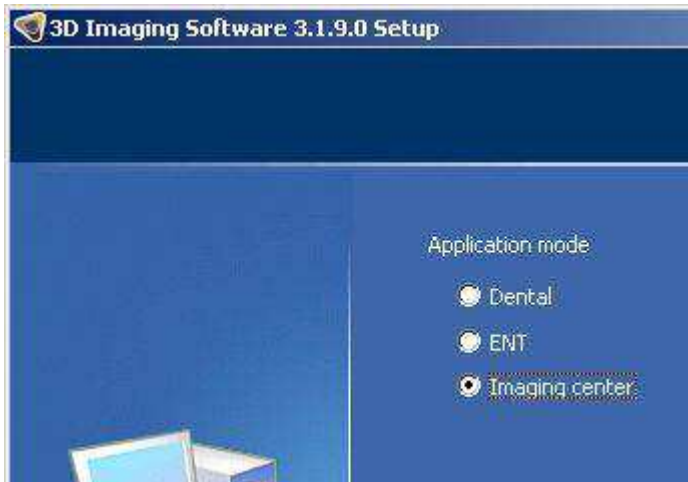 3D Imaging Software 3.1.9.0 Setup
Application mode
Dental
ENT
Imaging center